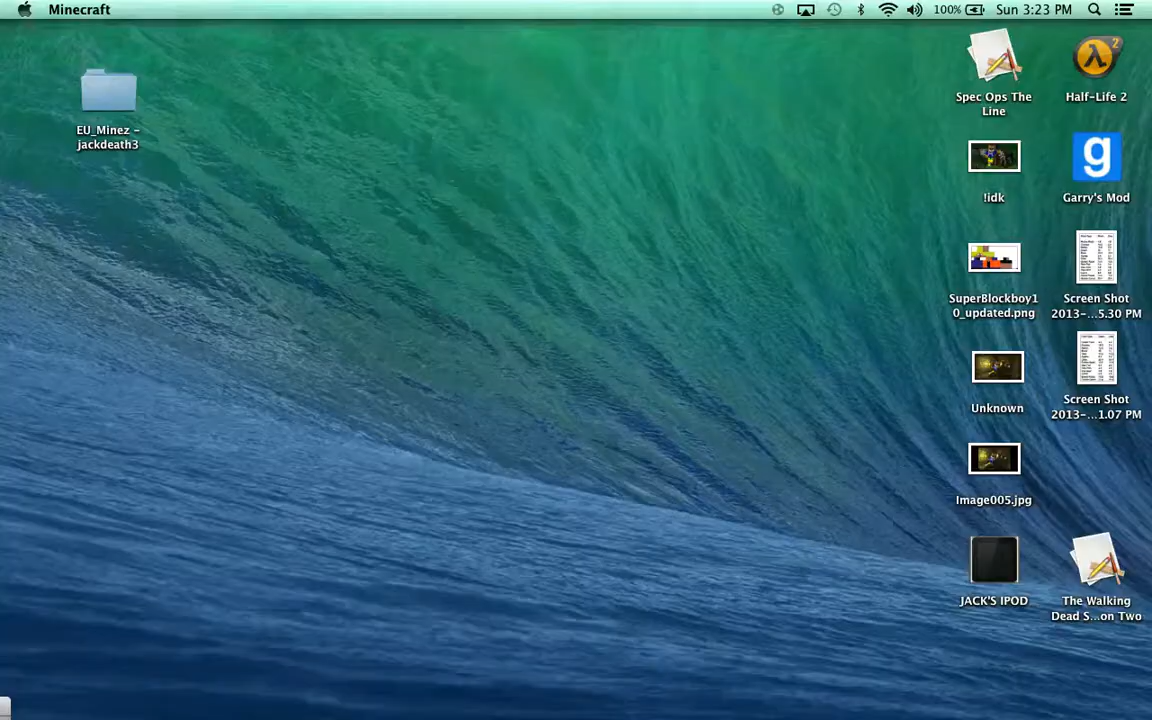 Minecraft
100%
Sun 3:23 PM
EU_Minez -
jackdeath3
Spec Ops The
Line
2
Half-Life 2
!idk
g
Garry's Mod
SuperBlockboy1
0_updated.png
Screen Shot
2013-...5.30 PM
Unknown
Screen Shot
2013-...1.07 PM
Image005.jpg
JACK'S IPOD
The Walking
Dead S...on Two